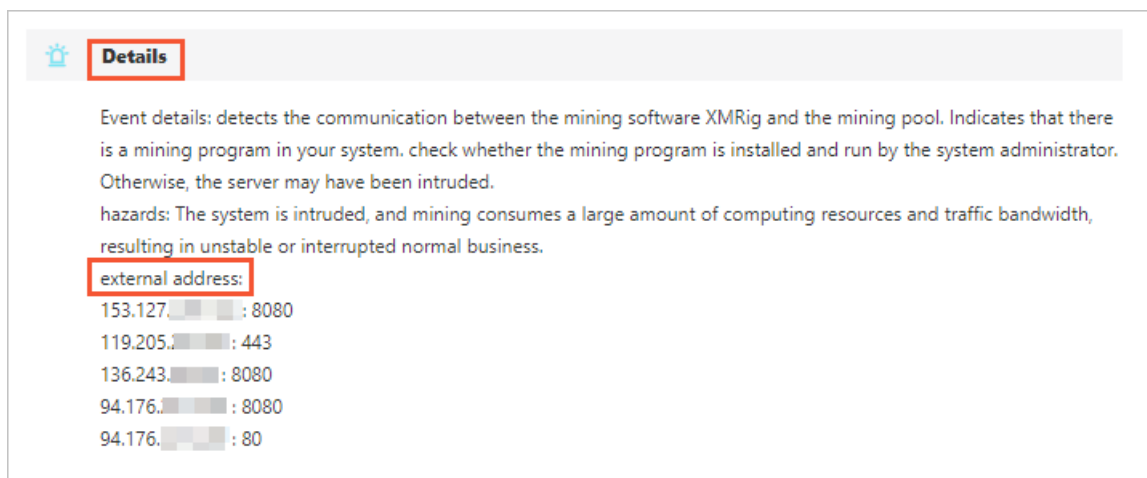 Details
Event details: detects the communication between the mining software XMRig and the mining pool. Indicates that there
is a mining program in your system. check whether the mining program is installed and run by the system administrator.
Otherwise, the server may have been intruded.
hazards: The system is intruded, and mining consumes a large amount of computing resources and traffic bandwidth,
resulting in unstable or interrupted normal business.
external address:
153.127. : 8080
119.205. : 443
136.243. : 8080
94.176. : 8080
94.176. : 80